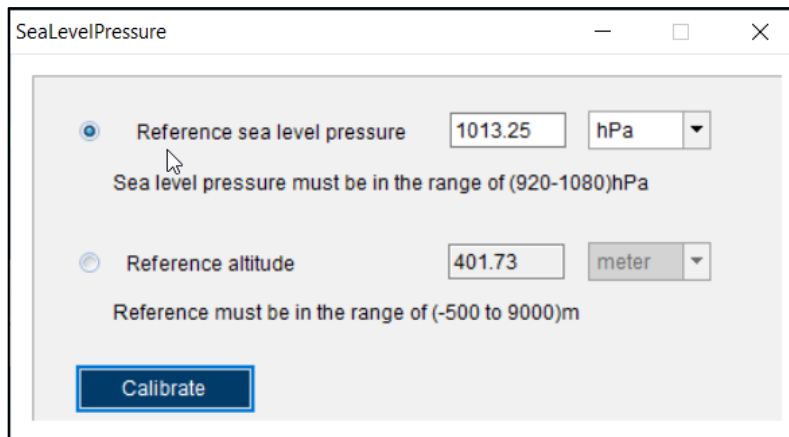 SeaLevelPressure
Reference sea level pressure 1013.25 hPa
Sea level pressure must be in the range of (920-1080)hPa
Reference altitude 401.73 meter
Reference must be in the range of (-500 to 9000)m
Calibrate